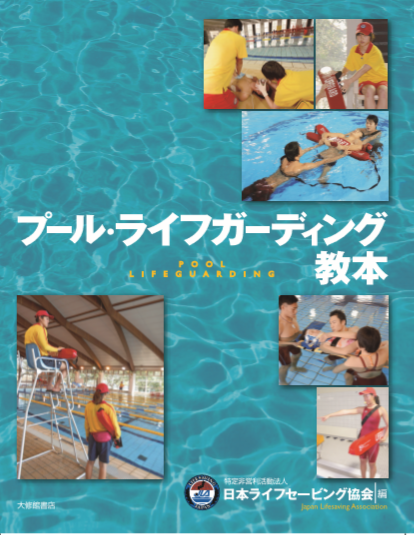 プール・ライフガーディング
教本
POOL
LIFEGUARDING
特定非営利活動法人
日本ライフセービング協会 編
Japan Lifesaving Association
大修館書店